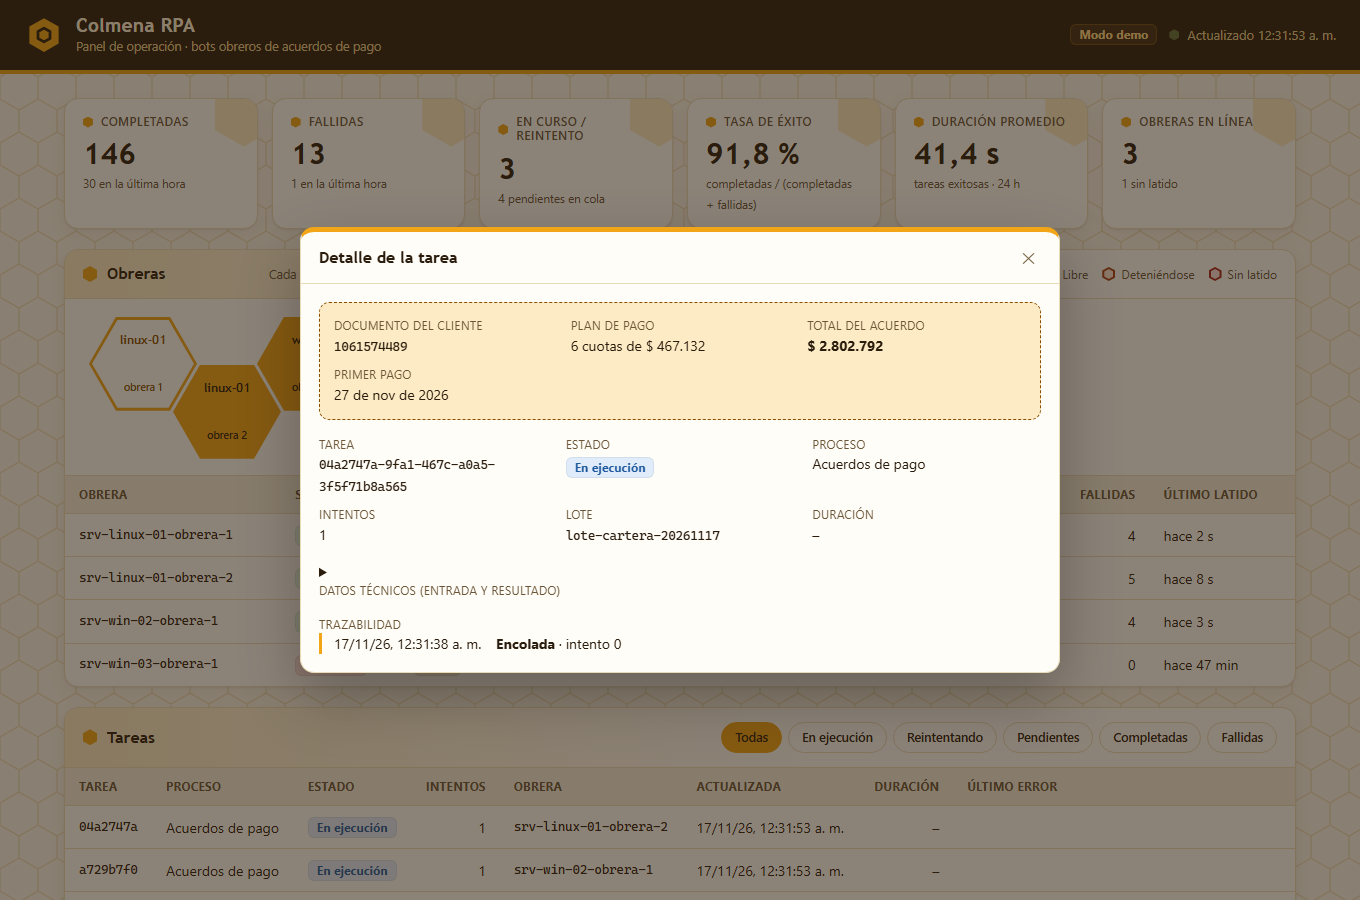 Colmena RPA
Panel de operación · bots obreros de acuerdos de pago
Modo demo
Actualizado 12:31:53 a. m.
COMPLETADAS
146
30 en la última hora
FALLIDAS
13
1 en la última hora
EN CURSO /
REINTENTO
3
4 pendientes en cola
TASA DE ÉXITO
91,8 %
completadas / (completadas
+ fallidas)
DURACIÓN PROMEDIO
41,4 s
tareas exitosas · 24 h
OBRERAS EN LÍNEA
3
1 sin latido
Obreras
Cada
Libre
Deteniéndose
Sin latido
linux-01
obrera 1
linux-01
obrera 2
Detalle de la tarea
DOCUMENTO DEL CLIENTE
1061574489
PLAN DE PAGO
6 cuotas de $ 467.132
TOTAL DEL ACUERDO
$ 2.802.792
PRIMER PAGO
27 de nov de 2026
TAREA
04a2747a-9fa1-467c-a0a5-
3f5f71b8a565
ESTADO
En ejecución
PROCESO
Acuerdos de pago
INTENTOS
1
LOTE
lote-cartera-20261117
DURACIÓN
–
DATOS TÉCNICOS (ENTRADA Y RESULTADO)
TRAZABILIDAD
17/11/26, 12:31:38 a. m. Encolada · intento 0
OBRERA FALLIDAS ÚLTIMO LATIDO
srv-linux-01-obrera-1 4 hace 2 s
srv-linux-01-obrera-2 5 hace 8 s
srv-win-02-obrera-1 4 hace 3 s
srv-win-03-obrera-1 0 hace 47 min
Tareas
Todas
En ejecución
Reintentando
Pendientes
Completadas
Fallidas
TAREA PROCESO ESTADO INTENTOS OBRERA ACTUALIZADA DURACIÓN ÚLTIMO ERROR
04a2747a Acuerdos de pago En ejecución 1 srv-linux-01-obrera-2 17/11/26, 12:31:53 a. m. –
a729b7f0 Acuerdos de pago En ejecución 1 srv-win-02-obrera-1 17/11/26, 12:31:53 a. m. –